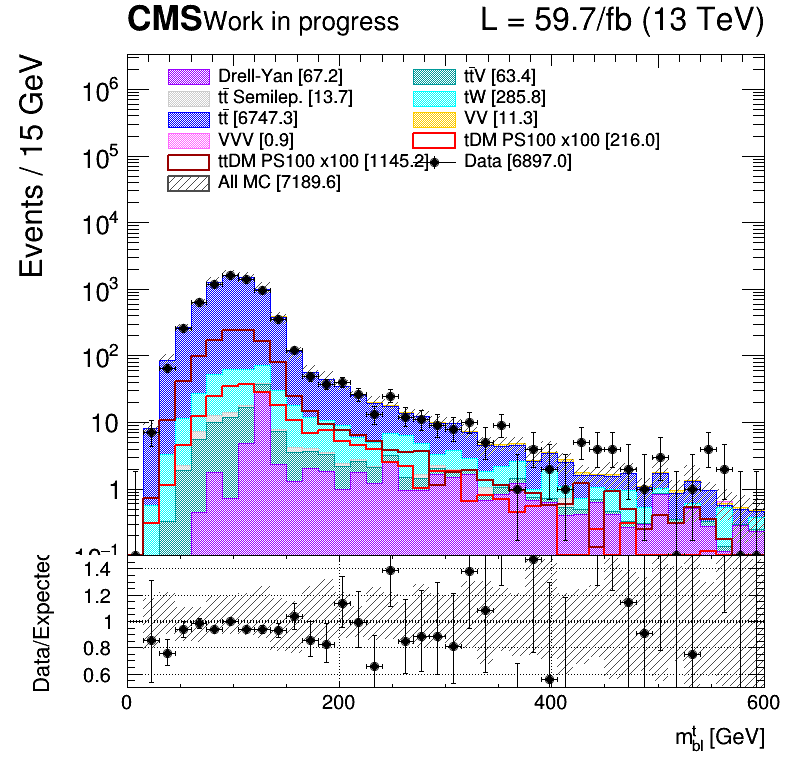 CMS Work in progress L = 59.7/fb (13 TeV)
Events / 15 GeV
Drell-Yan [67.2] tt̄V [63.4]
tt̄ Semilep. [13.7] tW [285.8]
tt̄ [6747.3] VV [11.3]
VVV [0.9] tDM PS100 x100 [216.0]
ttDM PS100 x100 [1145.2] Data [6897.0]
All MC [7189.6]
10⁶
10⁵
10⁴
10³
10²
10
1
10⁻¹
Data/Expected
1.4
1.2
1
0.8
0.6
0 200 400 600
m^t_bl [GeV]